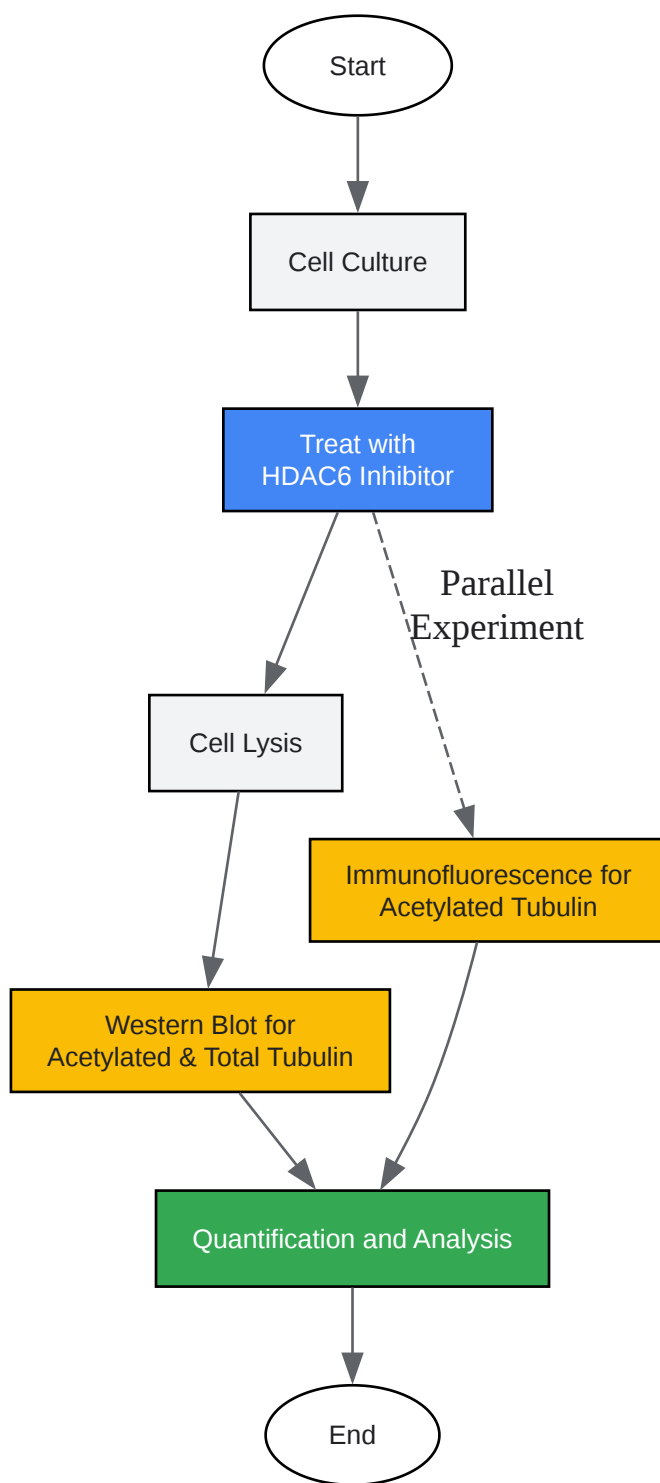 Start
Cell Culture
Treat with
HDAC6 Inhibitor
Parallel
Experiment
Cell Lysis
Immunofluorescence for
Acetylated Tubulin
Western Blot for
Acetylated & Total Tubulin
Quantification and Analysis
End